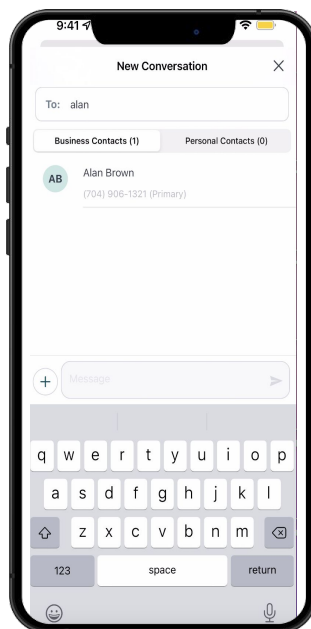 9:41
New Conversation
To: alan
Business Contacts (1) Personal Contacts (0)
AB Alan Brown
(704) 906-1321 (Primary)
Message
q w e r t y u i o p
a s d f g h j k l
z x c v b n m
123 space return